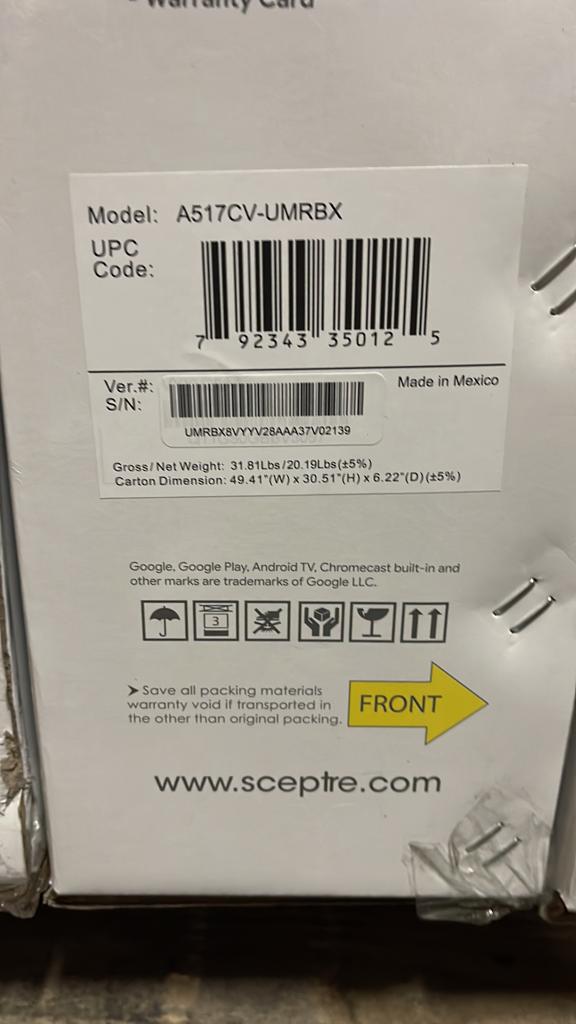 - Warranty Card
Model: A517CV-UMRBX
UPC
Code:
7 92343 35012 5
Ver.#:
S/N:
Made in Mexico
UMRBX8VYYV28AAA37V02139
Gross/Net Weight: 31.81Lbs/20.19Lbs(±5%)
Carton Dimension: 49.41"(W) x 30.51"(H) x 6.22"(D)(±5%)
Google, Google Play, Android TV, Chromecast built-in and
other marks are trademarks of Google LLC.
3
➤ Save all packing materials
warranty void if transported in
the other than original packing.
FRONT
www.sceptre.com